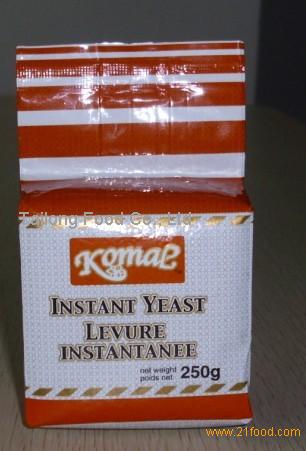 Tailong Food Co., Ltd.
Komal
INSTANT YEAST
LEVURE
INSTANTANEE
net weight
poids net 250g
www.21food.com